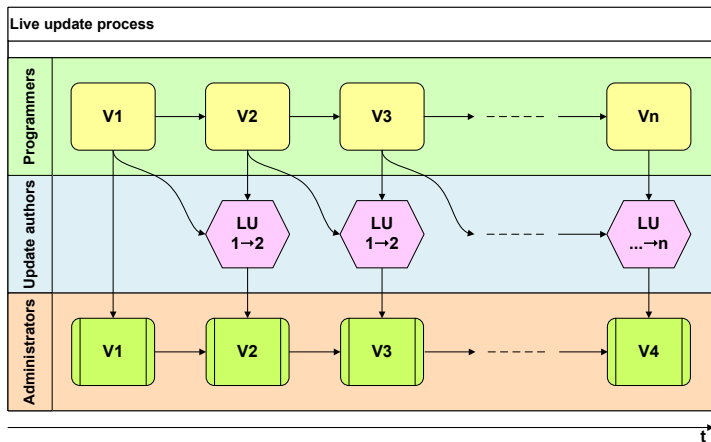 Live update process
Programmers
V1
V2
V3
Vn
Update authors
LU
1→2
LU
1→2
LU
...→n
Administrators
V1
V2
V3
V4
t